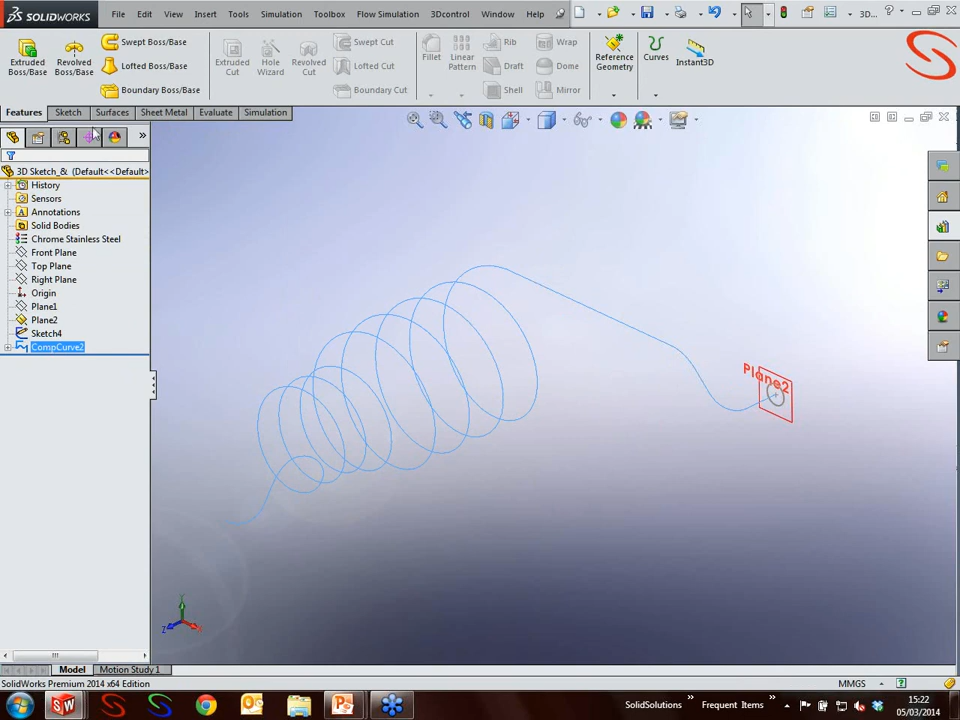 SOLIDWORKS File Edit View Insert Tools Simulation Toolbox Flow Simulation 3Dcontrol Window Help 3D... ?
Extruded Boss/Base
Revolved Boss/Base
Swept Boss/Base
Lofted Boss/Base
Boundary Boss/Base
Extruded Cut
Hole Wizard
Revolved Cut
Swept Cut
Lofted Cut
Boundary Cut
Fillet
Linear Pattern
Rib
Draft
Shell
Wrap
Dome
Mirror
Reference Geometry
Curves
Instant3D
Features Sketch Surfaces Sheet Metal Evaluate Simulation
»
3D Sketch_& (Default<<Default>
History
Sensors
Annotations
Solid Bodies
Chrome Stainless Steel
Front Plane
Top Plane
Right Plane
Origin
Plane1
Plane2
Sketch4
CompCurve2
Plane2
Y
Z
X
Model Motion Study 1
SolidWorks Premium 2014 x64 Edition MMGS ?
SolidSolutions » Frequent Items »
15:22
05/03/2014